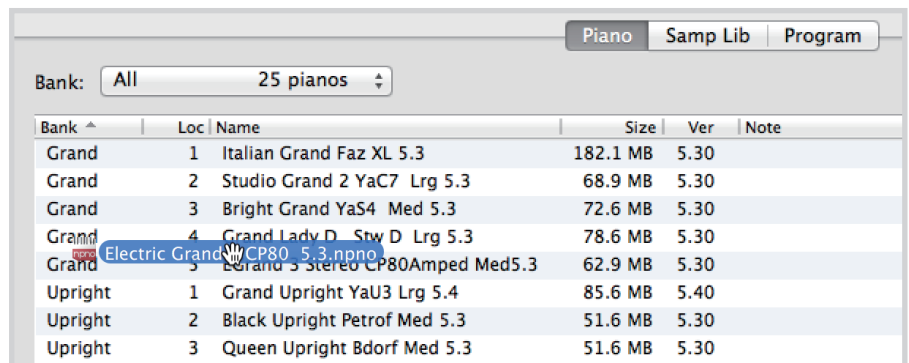 Piano Samp Lib Program
Bank: All 25 pianos
Bank Loc Name Size Ver Note
Grand 1 Italian Grand Faz XL 5.3 182.1 MB 5.30
Grand 2 Studio Grand 2 YaC7 Lrg 5.3 68.9 MB 5.30
Grand 3 Bright Grand YaS4 Med 5.3 72.6 MB 5.30
Grand 4 Grand Lady D Stw D Lrg 5.3 78.6 MB 5.30
npno Electric Grand CP80 5.3.npno
Grand 5 EGrand 3 Stereo CP80Amped Med5.3 62.9 MB 5.30
Upright 1 Grand Upright YaU3 Lrg 5.4 85.6 MB 5.40
Upright 2 Black Upright Petrof Med 5.3 51.6 MB 5.30
Upright 3 Queen Upright Bdorf Med 5.3 51.6 MB 5.30